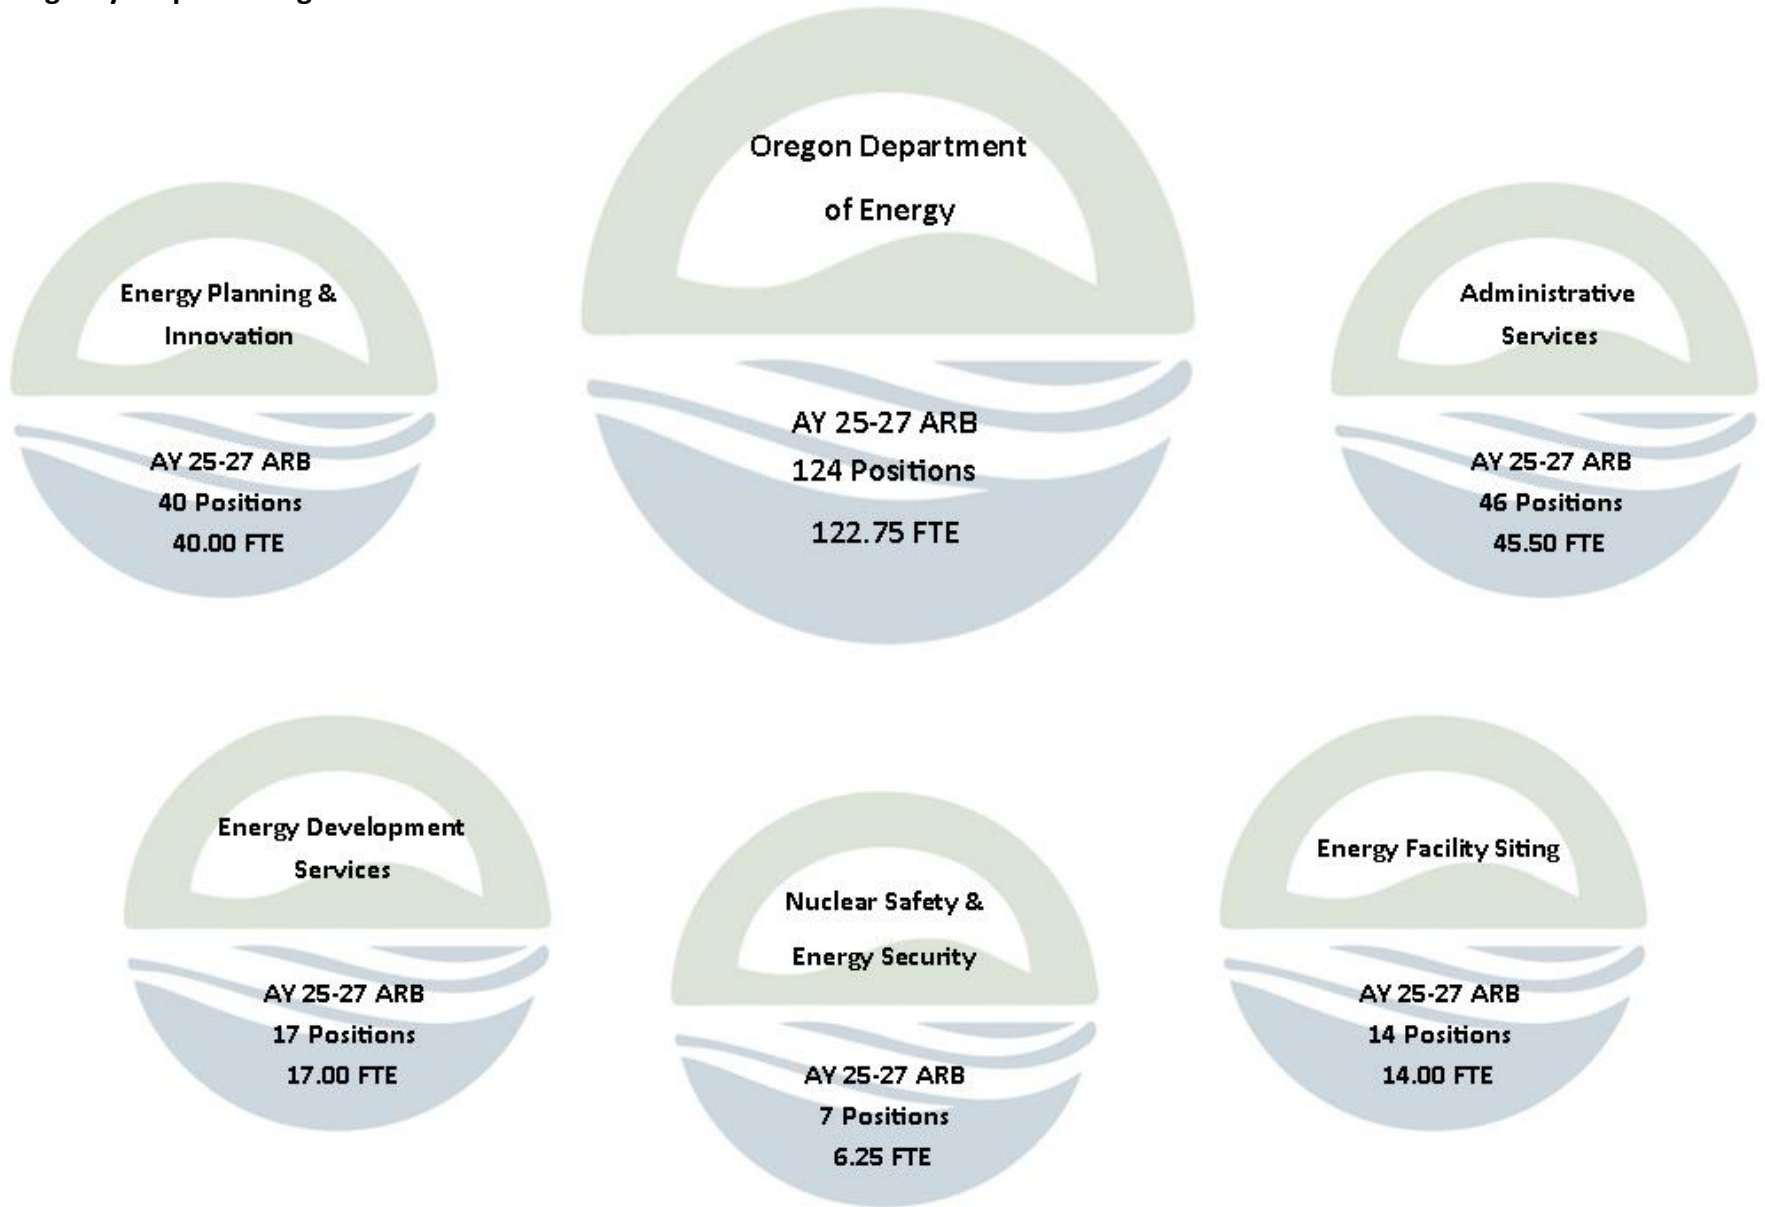 Oregon Department
of Energy
AY 25-27 ARB
124 Positions
122.75 FTE
Energy Planning &
Innovation
AY 25-27 ARB
40 Positions
40.00 FTE
Administrative
Services
AY 25-27 ARB
46 Positions
45.50 FTE
Energy Development
Services
AY 25-27 ARB
17 Positions
17.00 FTE
Nuclear Safety &
Energy Security
AY 25-27 ARB
7 Positions
6.25 FTE
Energy Facility Siting
AY 25-27 ARB
14 Positions
14.00 FTE